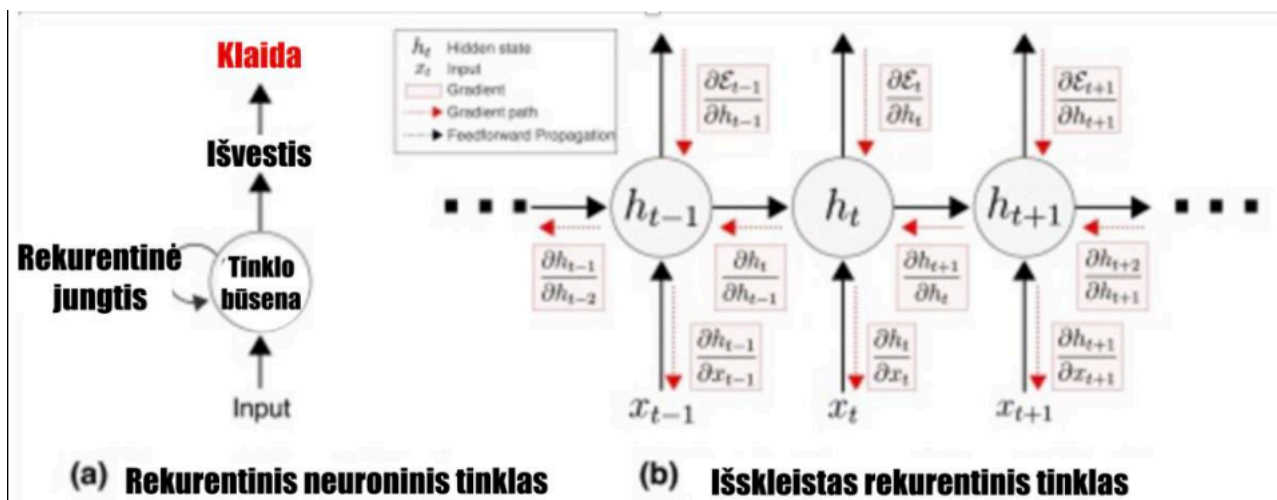 Klaida
Išvestis
Rekurentinė
jungtis
Tinklo
būsena
Input
(a) Rekurentinis neuroninis tinklas
h_t Hidden state
x_t Input
Gradient
Gradient path
Feedforward Propagation
∂ℰ_{t−1}/∂h_{t−1}
∂ℰ_t/∂h_t
∂ℰ_{t+1}/∂h_{t+1}
h_{t−1}
h_t
h_{t+1}
∂h_{t−1}/∂h_{t−2}
∂h_t/∂h_{t−1}
∂h_{t+1}/∂h_t
∂h_{t+2}/∂h_{t+1}
∂h_{t−1}/∂x_{t−1}
∂h_t/∂x_t
∂h_{t+1}/∂x_{t+1}
x_{t−1}
x_t
x_{t+1}
(b) Išskleistas rekurentinis tinklas